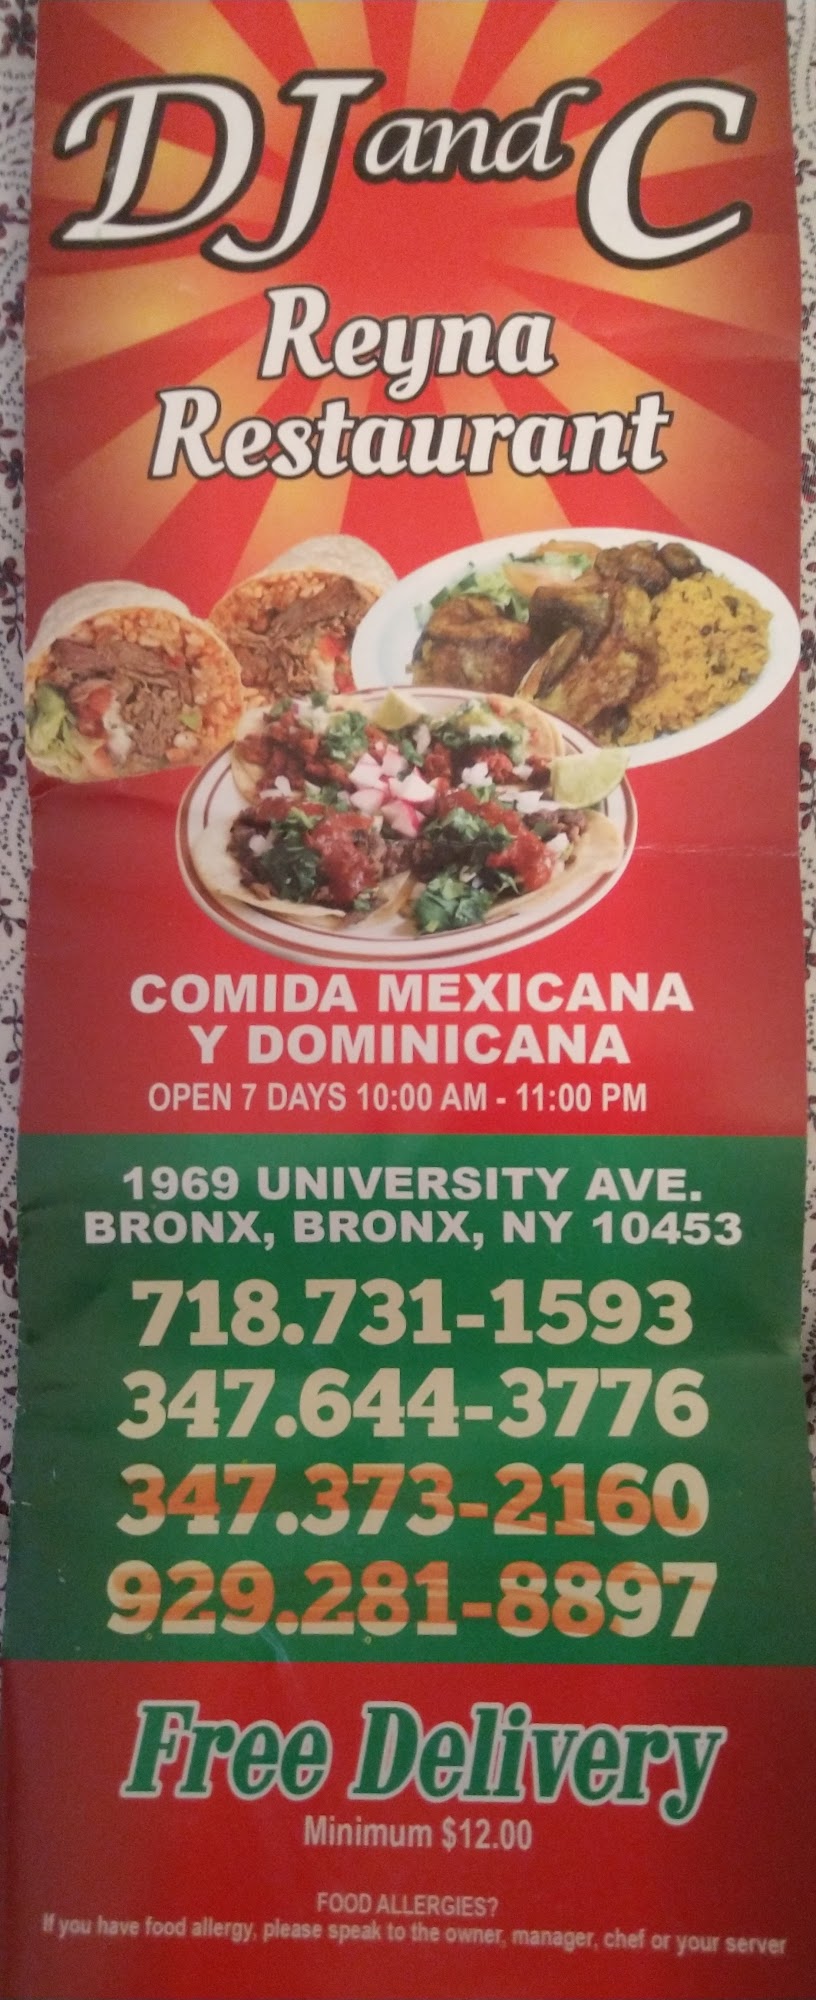 DJ and C
Reyna
Restaurant
COMIDA MEXICANA
Y DOMINICANA
OPEN 7 DAYS 10:00 AM - 11:00 PM
1969 UNIVERSITY AVE.
BRONX, BRONX, NY 10453
718.731-1593
347.644-3776
347.373-2160
929.281-8897
Free Delivery
Minimum $12.00
FOOD ALLERGIES?
If you have food allergy, please speak to the owner, manager, chef or your server